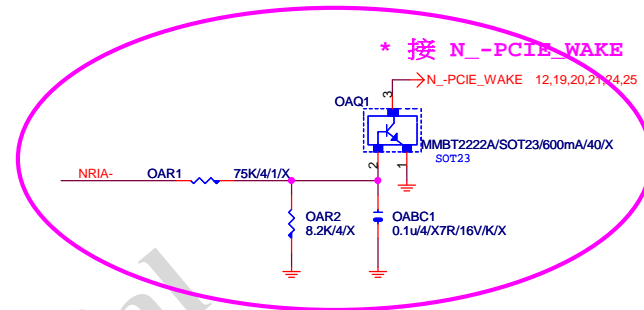 * 接 N_-PCIE_WAKE
N_-PCIE_WAKE 12,19,20,21,24,25
3
OAQ1
MMBT2222A/SOT23/600mA/40/X
SOT23
2
1
NRIA-
OAR1
75K/4/1/X
OAR2
8.2K/4/X
OABC1
0.1u/4/X7R/16V/K/X